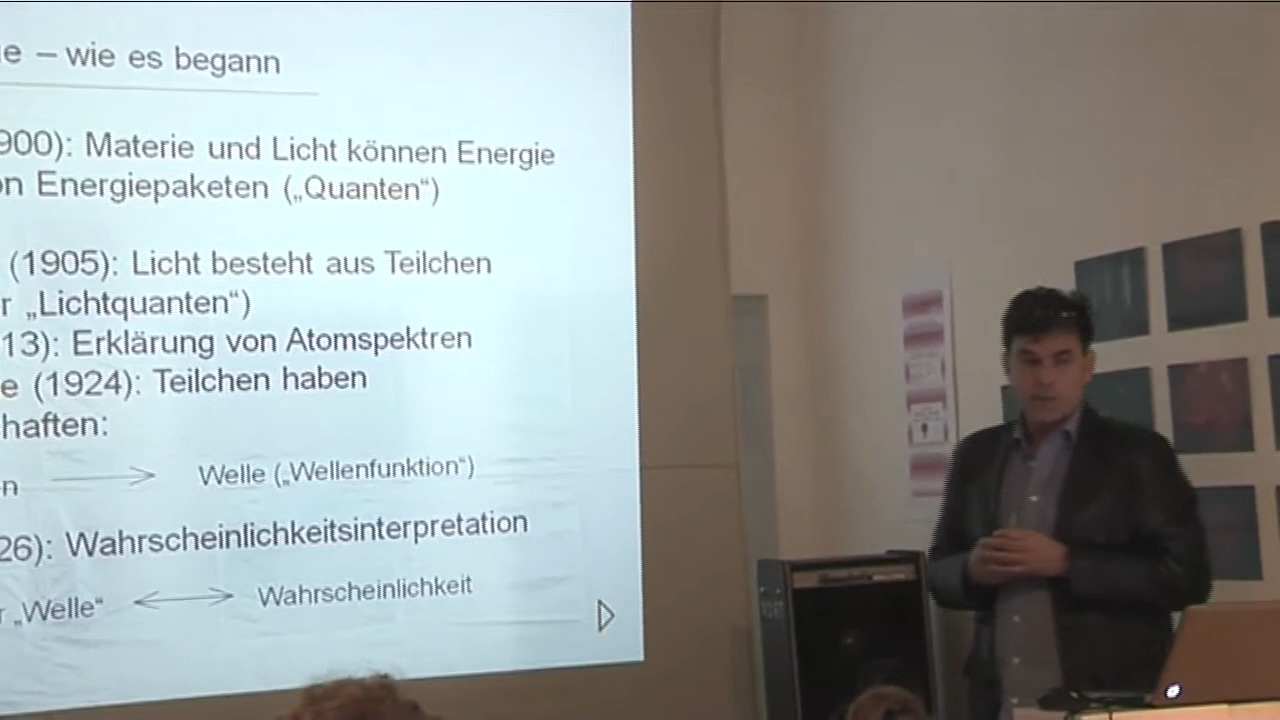 e – wie es begann
900): Materie und Licht können Energie
on Energiepaketen („Quanten“)
(1905): Licht besteht aus Teilchen
r „Lichtquanten“)
13): Erklärung von Atomspektren
e (1924): Teilchen haben
haften:
n → Welle („Wellenfunktion“)
26): Wahrscheinlichkeitsinterpretation
r „Welle“ ↔ Wahrscheinlichkeit